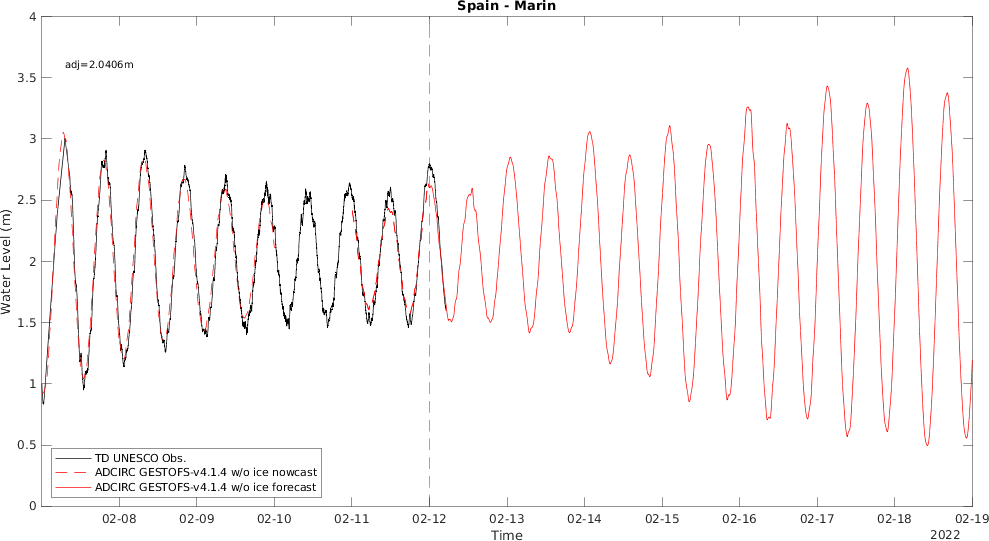 Spain - Marin
4
3.5
3
2.5
2
1.5
1
0.5
0
adj=2.0406m
Water Level (m)
TD UNESCO Obs.
ADCIRC GESTOFS-v4.1.4 w/o ice nowcast
ADCIRC GESTOFS-v4.1.4 w/o ice forecast
02-08 02-09 02-10 02-11 02-12 02-13 02-14 02-15 02-16 02-17 02-18 02-19
Time
2022